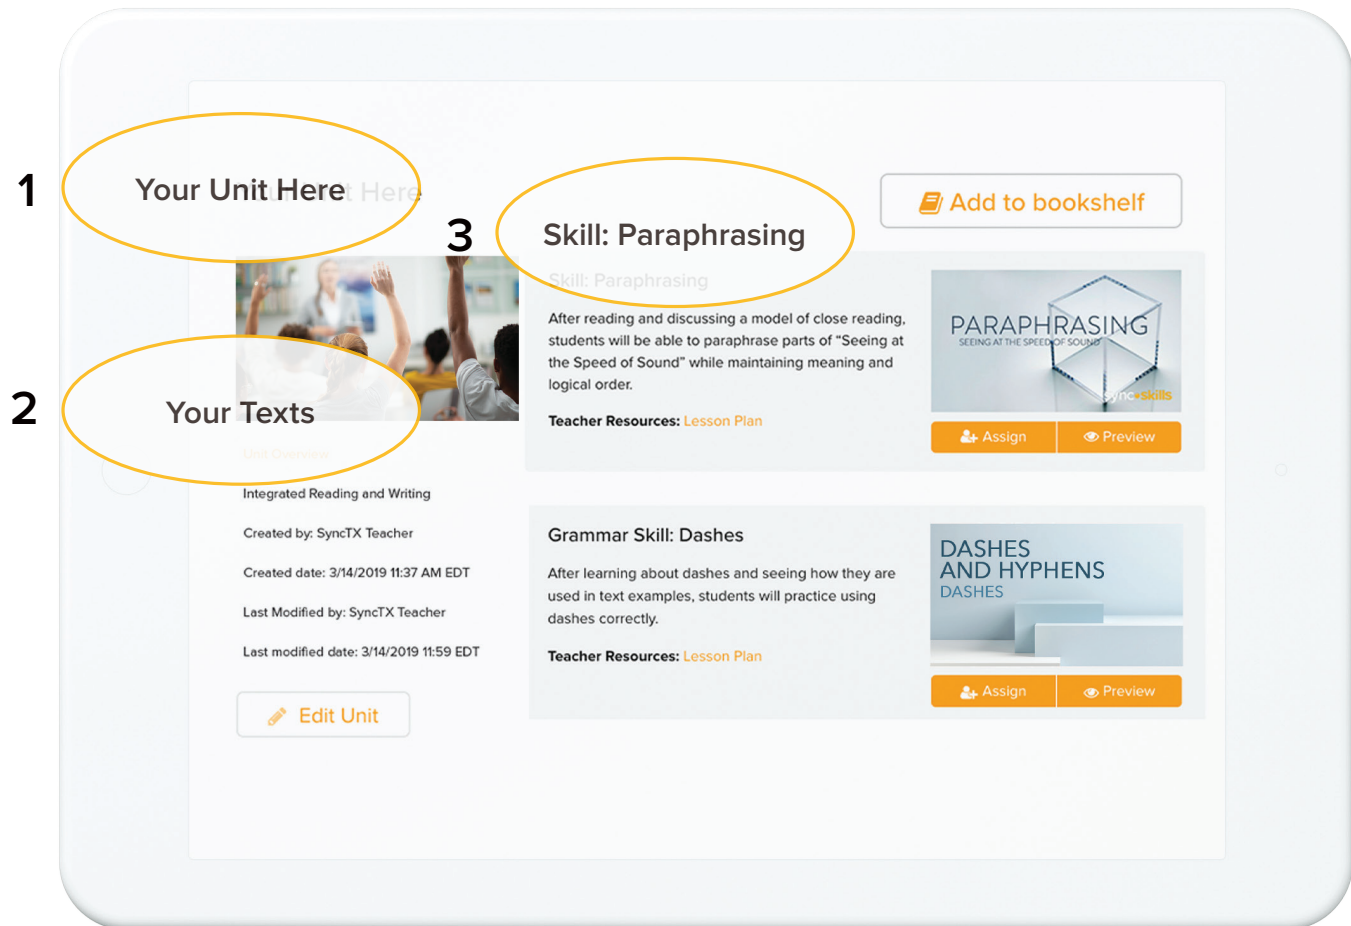 1
Your Unit Here
Your Unit Here
2
Your Texts
Unit Overview
Integrated Reading and Writing
Created by: SyncTX Teacher
Created date: 3/14/2019 11:37 AM EDT
Last Modified by: SyncTX Teacher
Last modified date: 3/14/2019 11:59 EDT
Edit Unit
3
Skill: Paraphrasing
Add to bookshelf
Skill: Paraphrasing
After reading and discussing a model of close reading,
students will be able to paraphrase parts of “Seeing at
the Speed of Sound” while maintaining meaning and
logical order.
Teacher Resources: Lesson Plan
PARAPHRASING
SEEING AT THE SPEED OF SOUND
sync•skills
Assign
Preview
Grammar Skill: Dashes
After learning about dashes and seeing how they are
used in text examples, students will practice using
dashes correctly.
Teacher Resources: Lesson Plan
DASHES
AND HYPHENS
DASHES
Assign
Preview